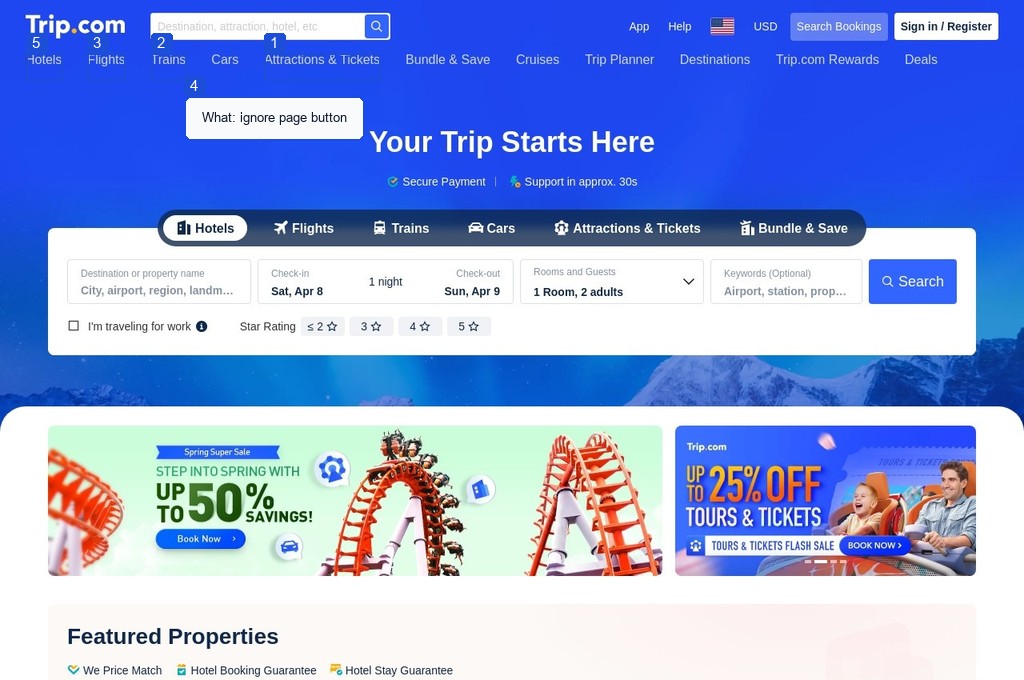 Trip.com
Destination, attraction, hotel, etc
App
Help
USD
Search Bookings
Sign in / Register
5
3
2
1
Hotels
Flights
Trains
Cars
Attractions & Tickets
Bundle & Save
Cruises
Trip Planner
Destinations
Trip.com Rewards
Deals
4
What: ignore page button
Your Trip Starts Here
Secure Payment
Support in approx. 30s
Hotels
Flights
Trains
Cars
Attractions & Tickets
Bundle & Save
Destination or property name
City, airport, region, landm…
Check-in
Sat, Apr 8
1 night
Check-out
Sun, Apr 9
Rooms and Guests
1 Room, 2 adults
Keywords (Optional)
Airport, station, prop…
Search
I'm traveling for work
Star Rating
≤ 2
3
4
5
Spring Super Sale
STEP INTO SPRING WITH
UP TO 50% SAVINGS!
Book Now
Trip.com
UP TO 25% OFF
TOURS & TICKETS
TOURS & TICKETS FLASH SALE
BOOK NOW
Featured Properties
We Price Match
Hotel Booking Guarantee
Hotel Stay Guarantee